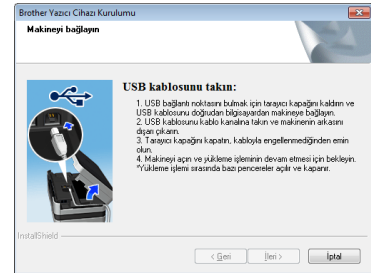 Brother Yazıcı Cihazı Kurulumu
Makineyi bağlayın
USB kablosunu takın:
1. USB bağlantı noktasını bulmak için tarayıcı kapağını kaldırın ve
USB kablosunu doğrudan bilgisayardan makineye bağlayın.
2. USB kablosunu kablo kanalına takın ve makinenin arkasını
dışarı çıkarın.
3. Tarayıcı kapağını kapatın, kabloyla engellenmediğinden emin
olun.
4. Makineyi açın ve yükleme işleminin devam etmesi için bekleyin.
*Yükleme işlemi sırasında bazı pencereler açılır ve kapanır.
InstallShield
< Geri
İleri >
İptal